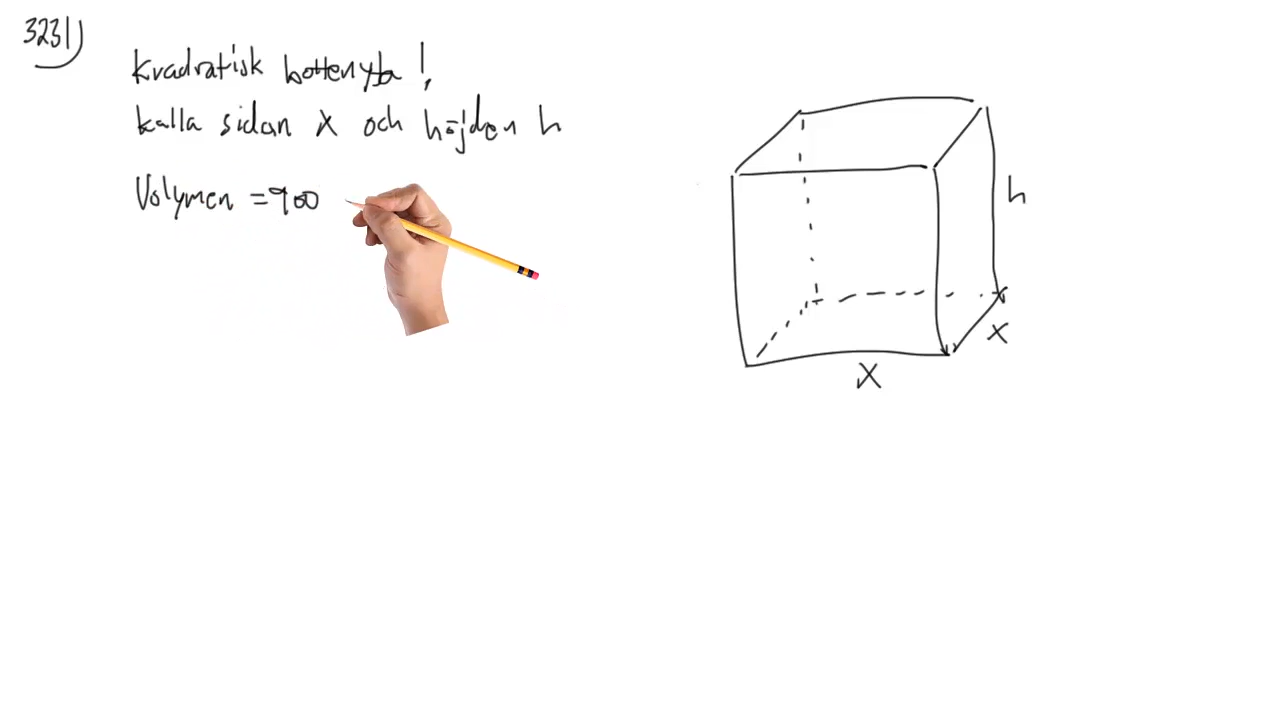 3231)
Kvadratisk bottenyta!,
kalla sidan x och höjden h
Volymen = 900
h
x
x